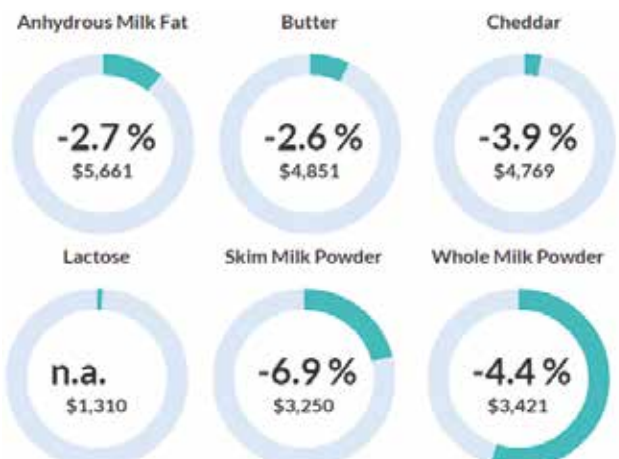 Anhydrous Milk Fat
Butter
Cheddar
-2.7 %
$5,661
-2.6 %
$4,851
-3.9 %
$4,769
Lactose
Skim Milk Powder
Whole Milk Powder
n.a.
$1,310
-6.9 %
$3,250
-4.4 %
$3,421